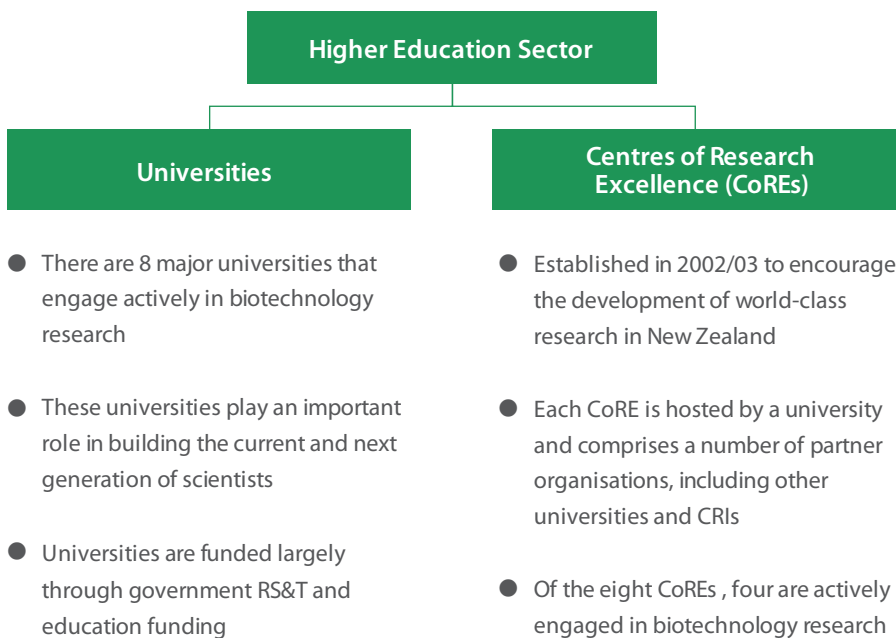 Higher Education Sector
Universities
There are 8 major universities that
engage actively in biotechnology
research
These universities play an important
role in building the current and next
generation of scientists
Universities are funded largely
through government RS&T and
education funding
Centres of Research
Excellence (CoREs)
Established in 2002/03 to encourage
the development of world-class
research in New Zealand
Each CoRE is hosted by a university
and comprises a number of partner
organisations, including other
universities and CRIs
Of the eight CoREs , four are actively
engaged in biotechnology research